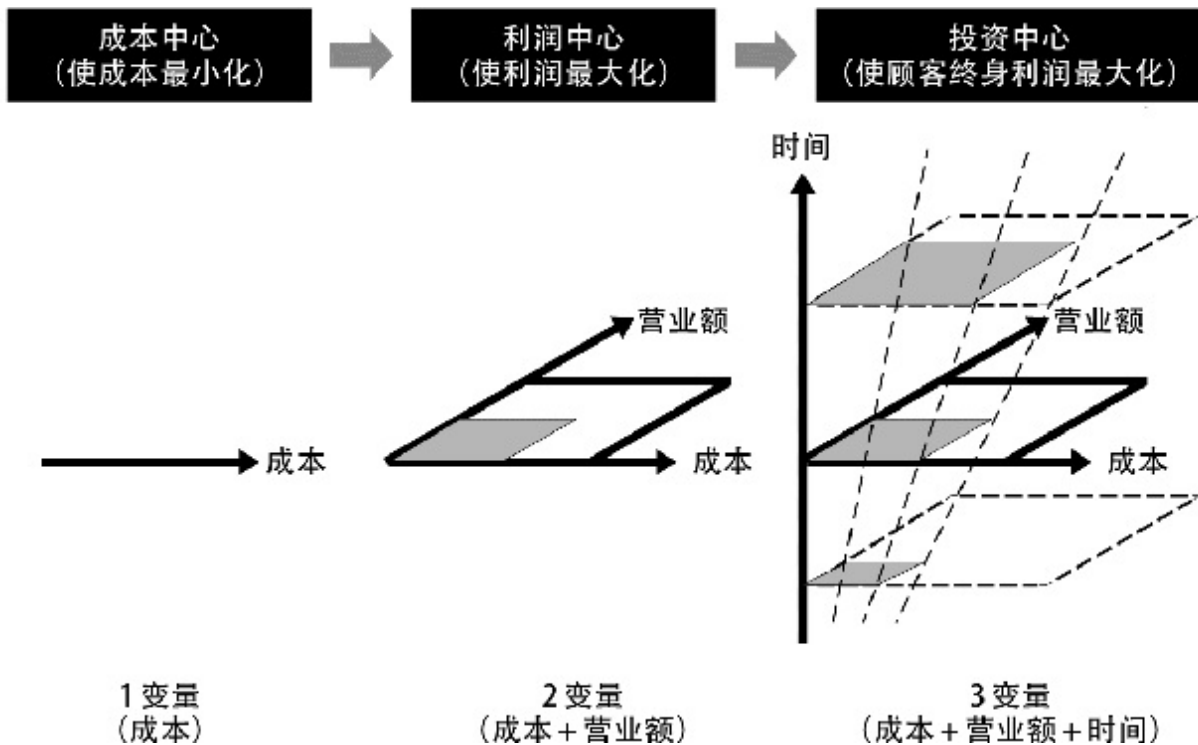 成本中心
（使成本最小化）
利润中心
（使利润最大化）
投资中心
（使顾客终身利润最大化）
成本
营业额
成本
时间
营业额
成本
1变量
（成本）
2变量
（成本+营业额）
3变量
（成本+营业额+时间）